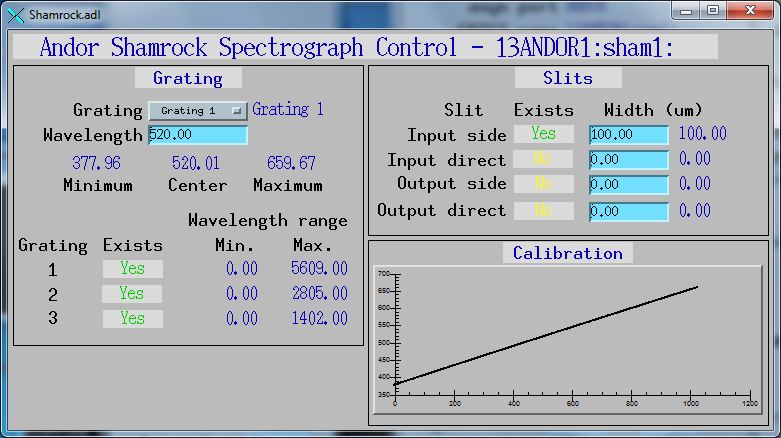 Shamrock.adl
Andor Shamrock Spectrograph Control - 13ANDOR1:sham1:
Grating
Grating Grating 1 Grating 1
Wavelength 520.00
377.96 520.01 659.67
Minimum Center Maximum
Wavelength range
Grating Exists Min. Max.
1 Yes 0.00 5609.00
2 Yes 0.00 2805.00
3 Yes 0.00 1402.00
Slits
Slit Exists Width (um)
Input side Yes 100.00 100.00
Input direct No 0.00 0.00
Output side No 0.00 0.00
Output direct No 0.00 0.00
Calibration
700
650
600
550
500
450
400
350
0 200 400 600 800 1000 1200